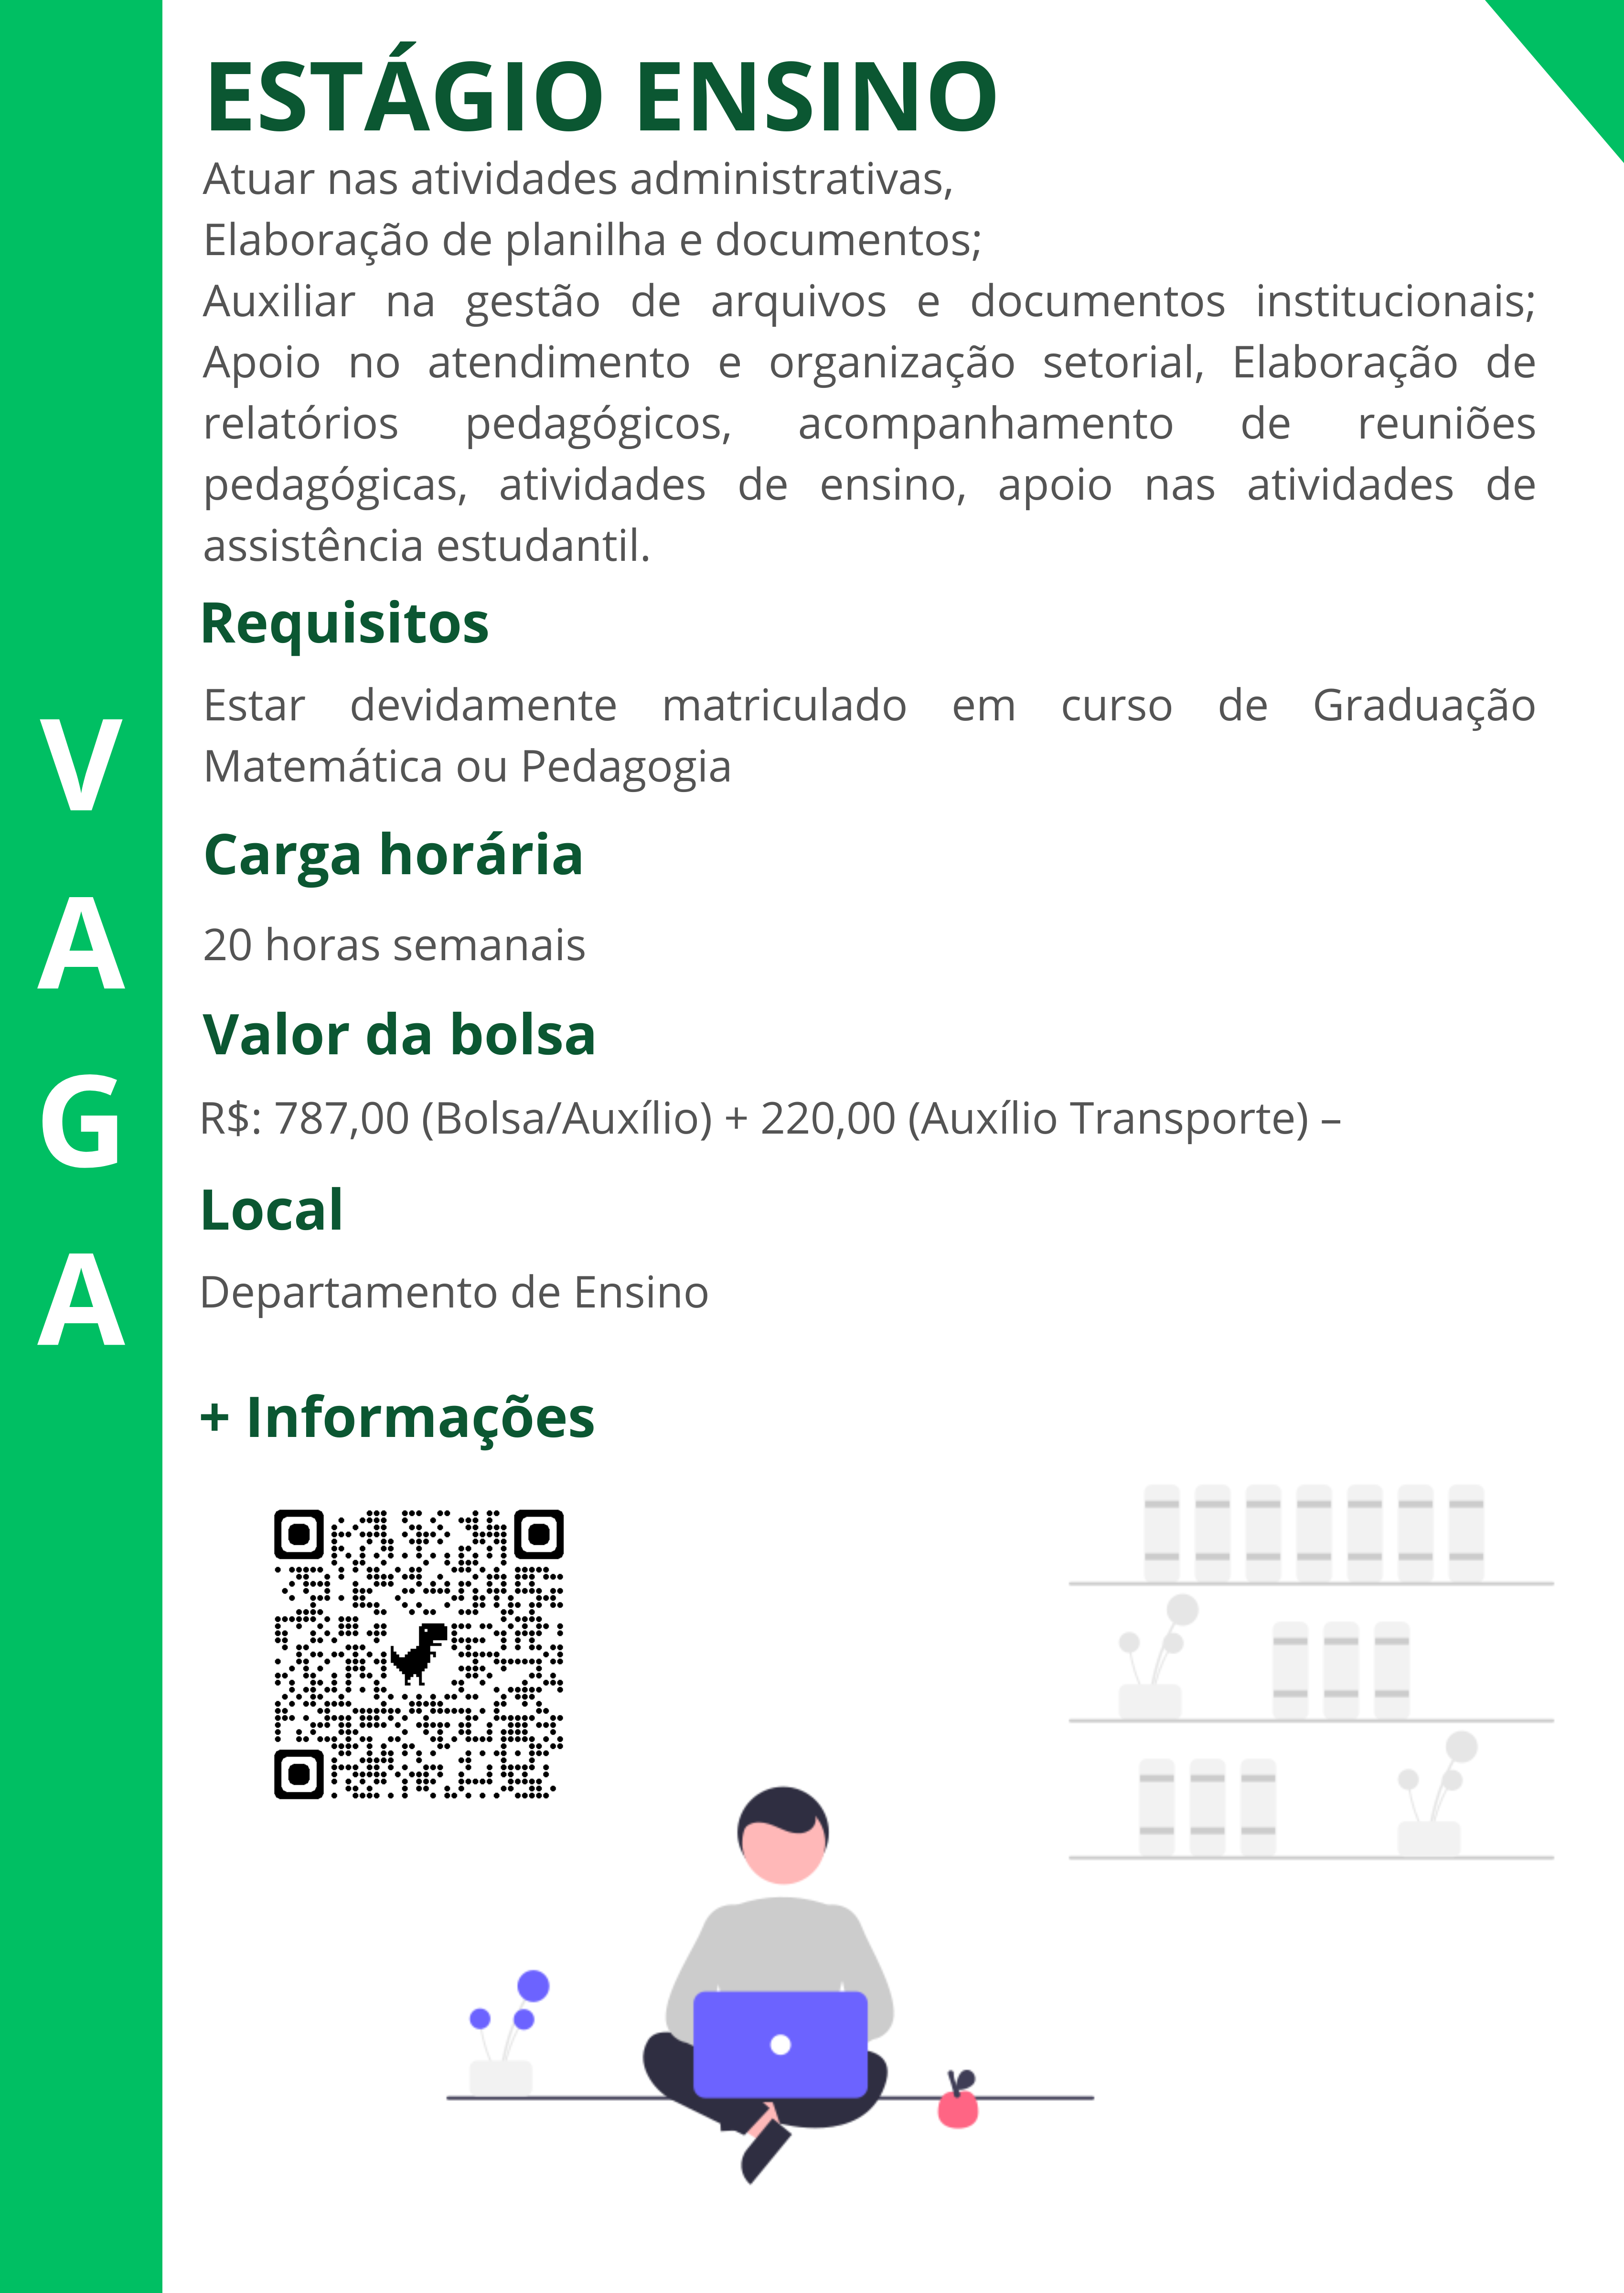 ESTÁGIO ENSINO
Atuar nas atividades administrativas,
Elaboração de planilha e documentos;
Auxiliar na gestão de arquivos e documentos institucionais;
Apoio no atendimento e organização setorial, Elaboração de
relatórios pedagógicos, acompanhamento de reuniões
pedagógicas, atividades de ensino, apoio nas atividades de
assistência estudantil.
Requisitos
Estar devidamente matriculado em curso de Graduação
Matemática ou Pedagogia
Carga horária
20 horas semanais
Valor da bolsa
R$: 787,00 (Bolsa/Auxílio) + 220,00 (Auxílio Transporte) –
Local
Departamento de Ensino
+ Informações
V
A
G
A